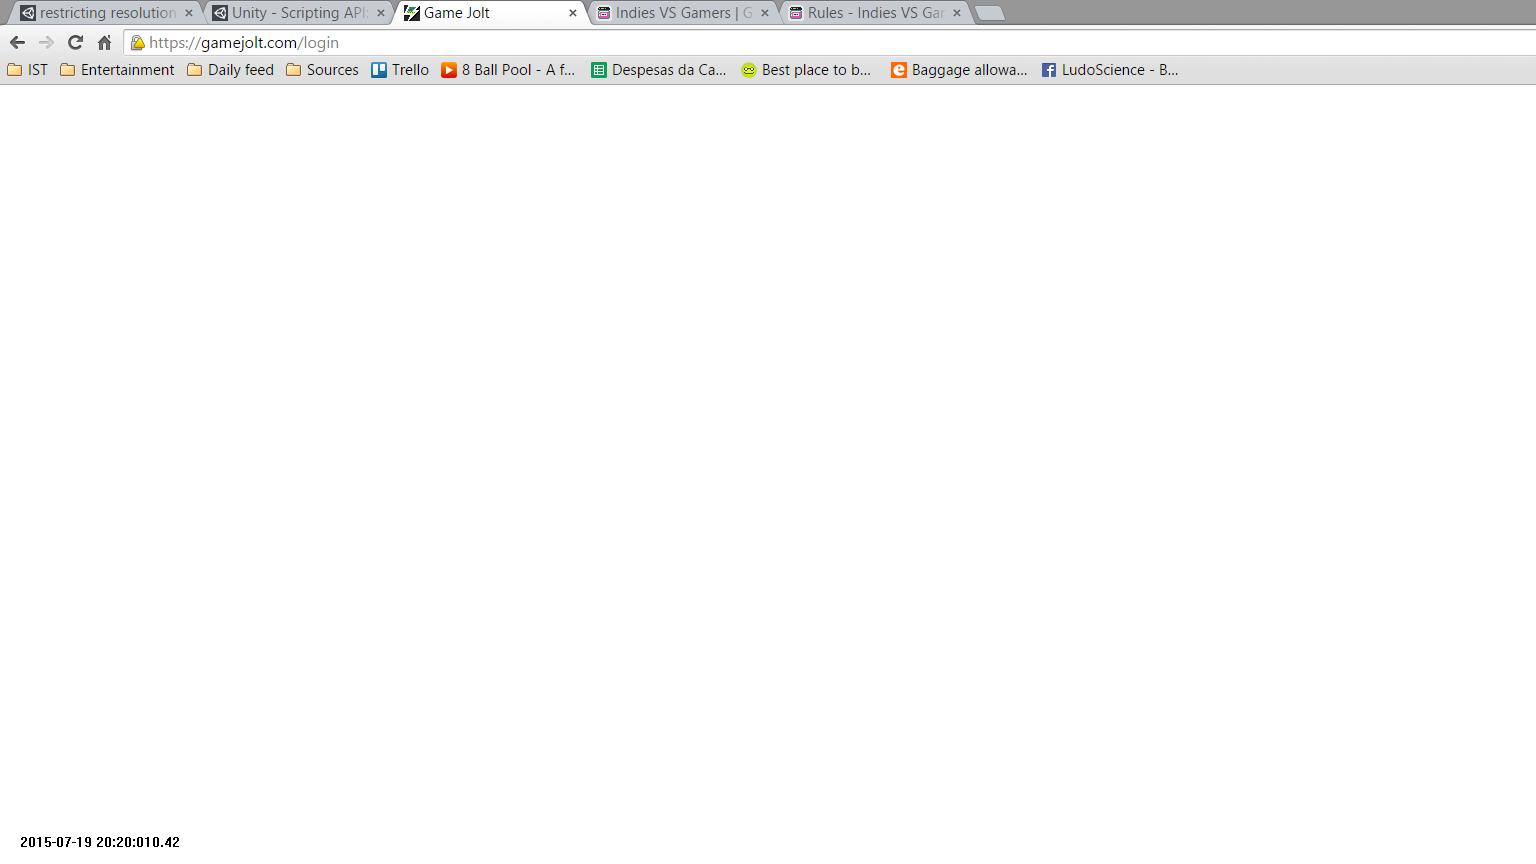 restricting resolution Unity - Scripting API: Game Jolt Indies VS Gamers | G Rules - Indies VS Gar
https://gamejolt.com/login
IST Entertainment Daily feed Sources Trello 8 Ball Pool - A f... Despesas da Ca... Best place to b... Baggage allowa... LudoScience - B...
2015-07-19 20:20:010.42